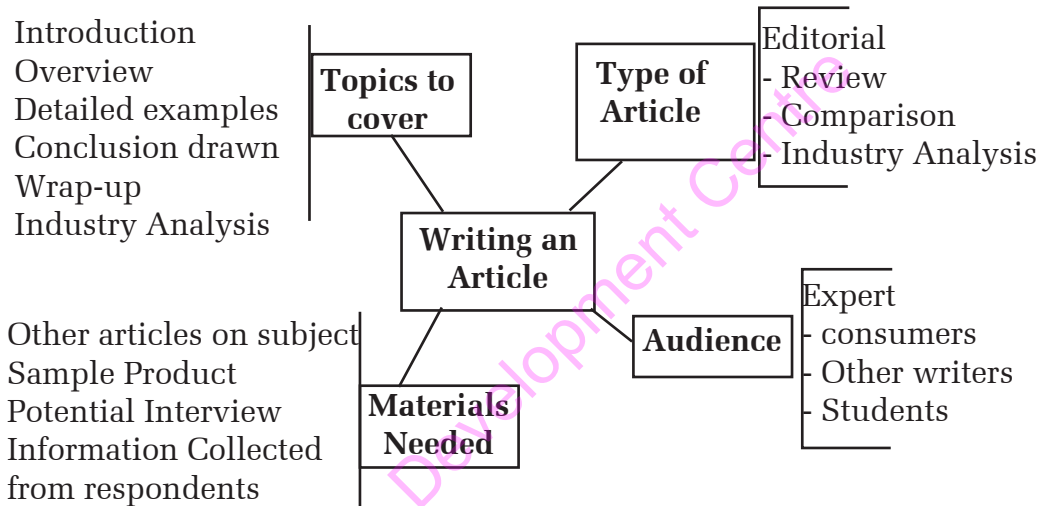 Introduction
Overview
Detailed examples
Conclusion drawn
Wrap-up
Industry Analysis
Topics to
cover
Type of
Article
Editorial
- Review
- Comparison
- Industry Analysis
Writing an
Article
Other articles on subject
Sample Product
Potential Interview
Information Collected
from respondents
Materials
Needed
Audience
Expert
- consumers
- Other writers
- Students
Development Centre